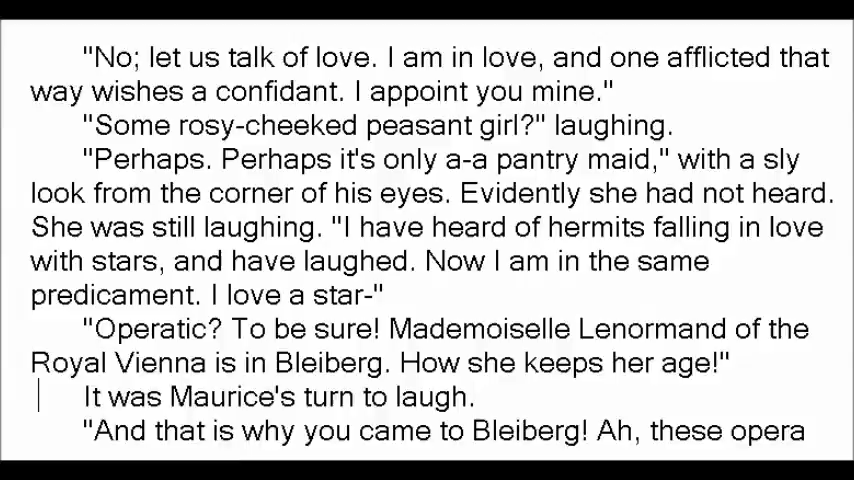 "No; let us talk of love. I am in love, and one afflicted that
way wishes a confidant. I appoint you mine."
"Some rosy-cheeked peasant girl?" laughing.
"Perhaps. Perhaps it's only a-a pantry maid," with a sly
look from the corner of his eyes. Evidently she had not heard.
She was still laughing. "I have heard of hermits falling in love
with stars, and have laughed. Now I am in the same
predicament. I love a star-"
"Operatic? To be sure! Mademoiselle Lenormand of the
Royal Vienna is in Bleiberg. How she keeps her age!"
It was Maurice's turn to laugh.
"And that is why you came to Bleiberg! Ah, these opera